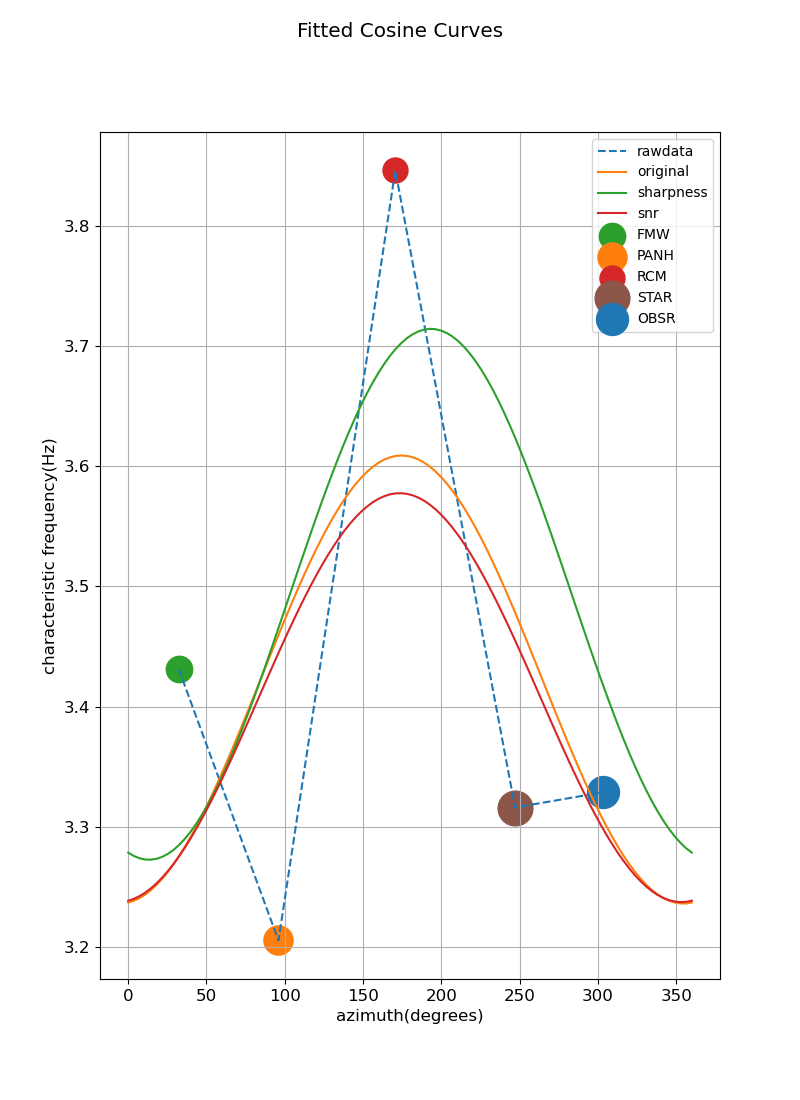 Fitted Cosine Curves
rawdata
original
sharpness
snr
FMW
PANH
RCM
STAR
OBSR
characteristic frequency(Hz)
3.8
3.7
3.6
3.5
3.4
3.3
3.2
0 50 100 150 200 250 300 350
azimuth(degrees)